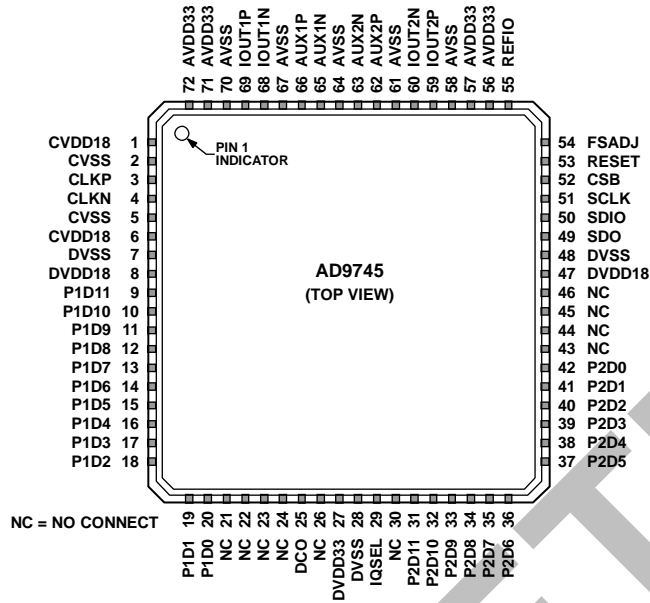 72 AVDD33
71 AVDD33
70 AVSS
69 IOUT1P
68 IOUT1N
67 AVSS
66 AUX1P
65 AUX1N
64 AVSS
63 AUX2N
62 AUX2P
61 AVSS
60 IOUT2N
59 IOUT2P
58 AVSS
57 AVDD33
56 AVDD33
55 REFIO
CVDD18 1
CVSS 2
CLKP 3
CLKN 4
CVSS 5
CVDD18 6
DVSS 7
DVDD18 8
P1D11 9
P1D10 10
P1D9 11
P1D8 12
P1D7 13
P1D6 14
P1D5 15
P1D4 16
P1D3 17
P1D2 18
PIN 1
INDICATOR
AD9745
(TOP VIEW)
54 FSADJ
53 RESET
52 CSB
51 SCLK
50 SDIO
49 SDO
48 DVSS
47 DVDD18
46 NC
45 NC
44 NC
43 NC
42 P2D0
41 P2D1
40 P2D2
39 P2D3
38 P2D4
37 P2D5
NC = NO CONNECT
P1D1 19
P1D0 20
NC 21
NC 22
NC 23
NC 24
DCO 25
NC 26
DVDD33 27
DVSS 28
IQSEL 29
NC 30
P2D11 31
P2D10 32
P2D9 33
P2D8 34
P2D7 35
P2D6 36